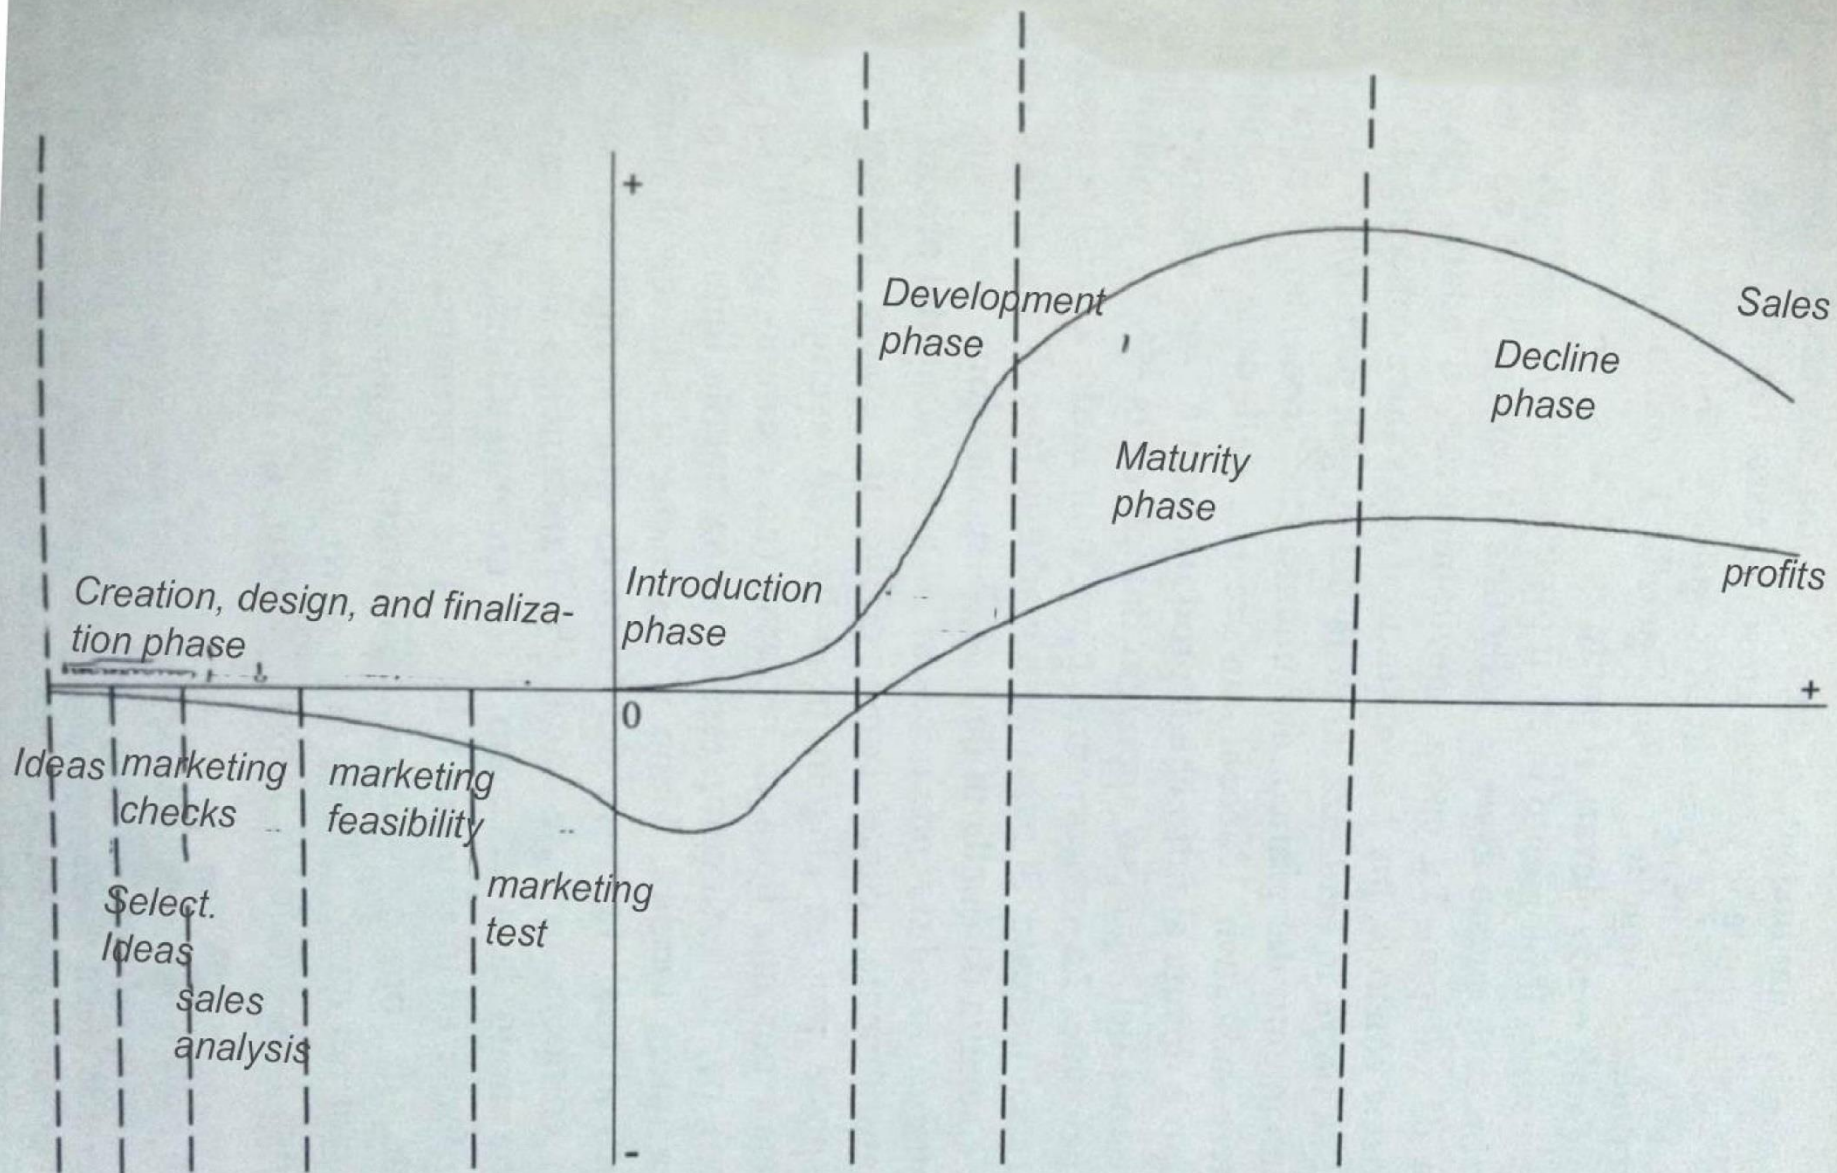 +
Development
phase
Sales
Decline
phase
Maturity
phase
Creation, design, and finaliza-
tion phase
Introduction
phase
profits
+
0
Ideas
marketing
checks
marketing
feasibility
Select.
Ideas
marketing
test
sales
analysis
-